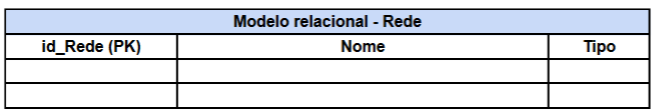 Modelo relacional - Rede
id_Rede (PK) Nome Tipo